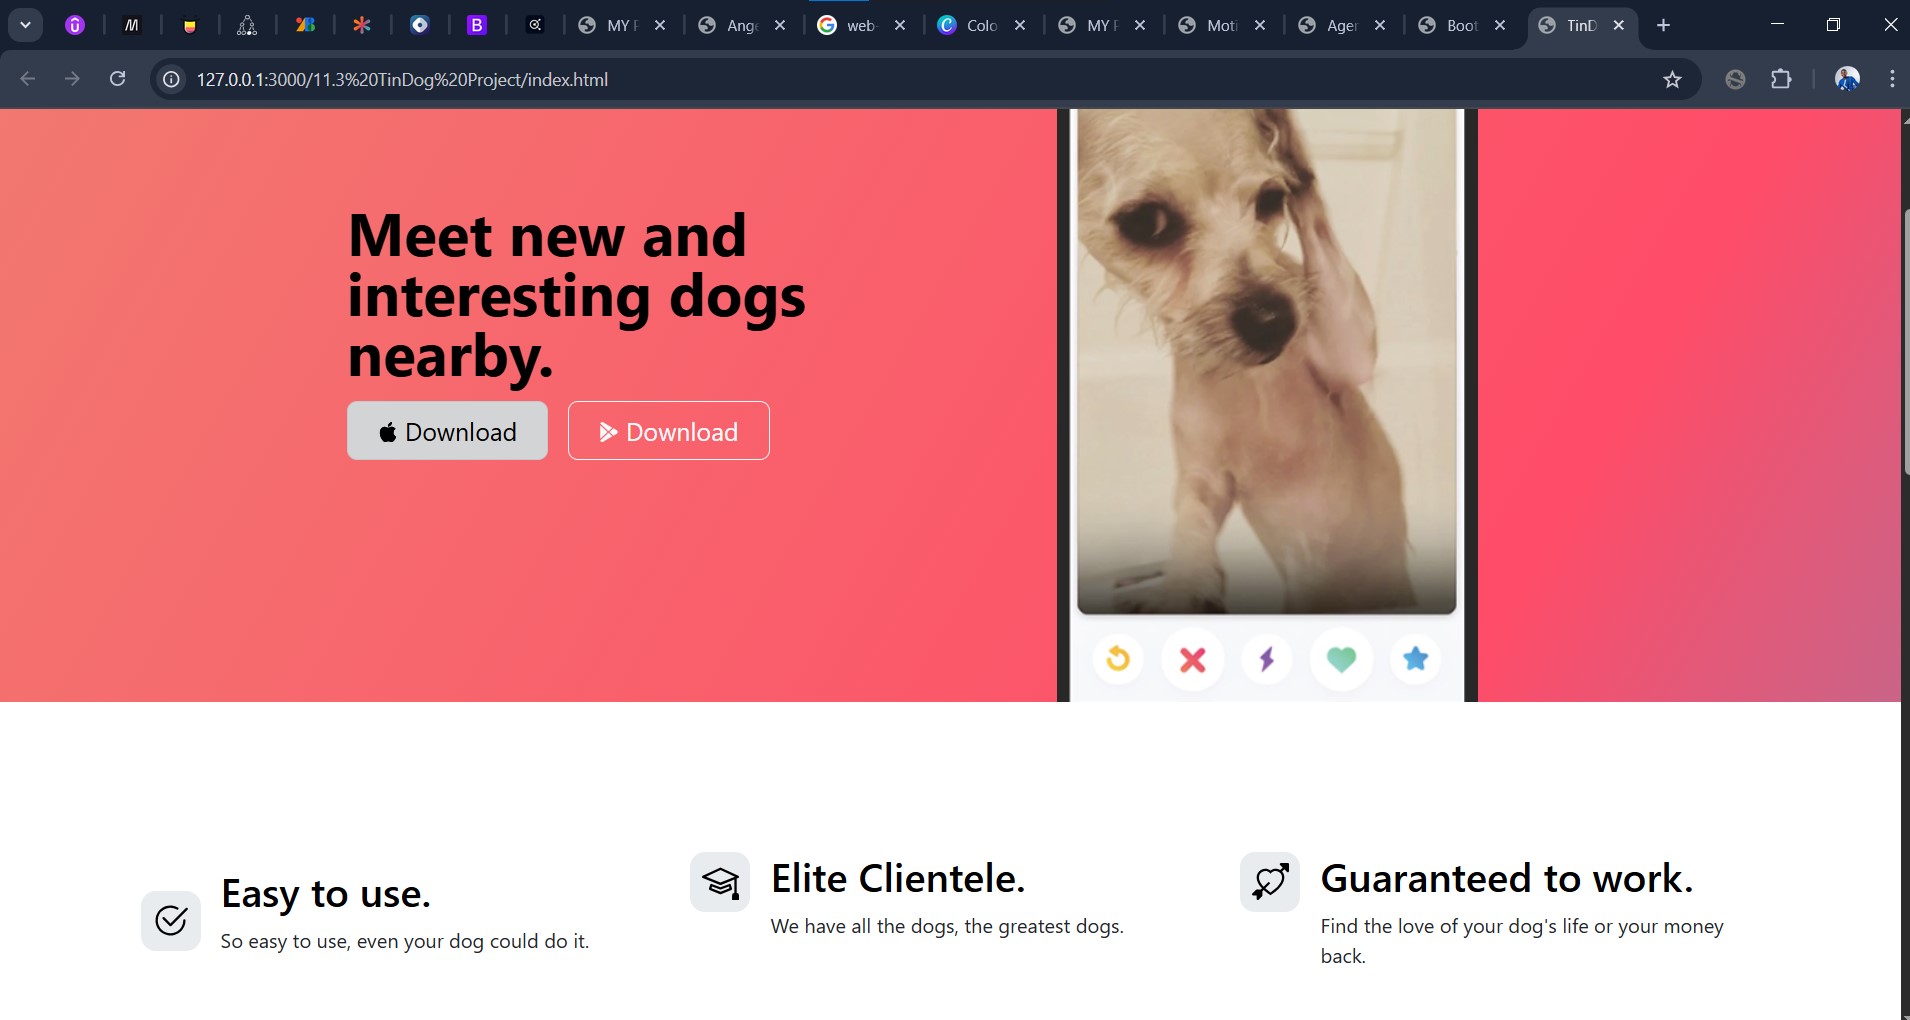 MY F
Ange
web-
Colo
MY F
Moti
Agen
Boot
TinD
127.0.0.1:3000/11.3%20TinDog%20Project/index.html
Meet new and
interesting dogs
nearby.
Download
Download
Easy to use.
So easy to use, even your dog could do it.
Elite Clientele.
We have all the dogs, the greatest dogs.
Guaranteed to work.
Find the love of your dog's life or your money
back.